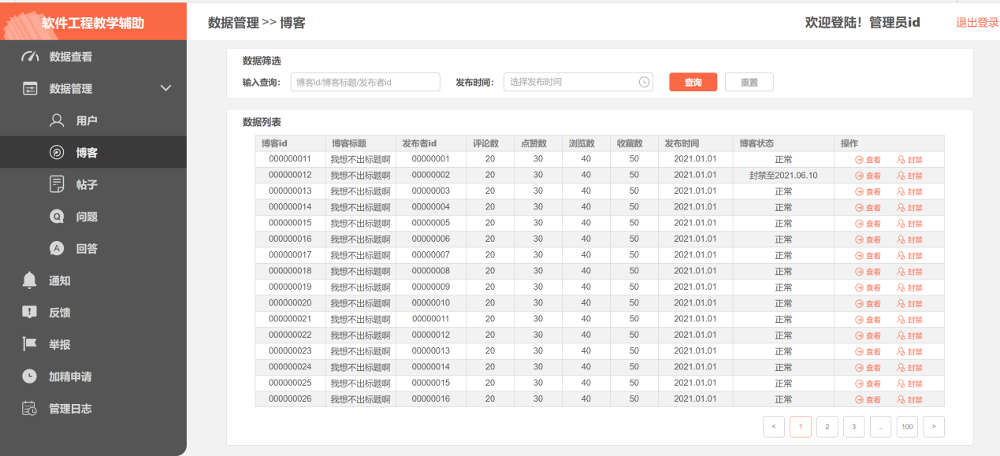 软件工程教学辅助
数据管理 >> 博客
欢迎登陆！管理员id
退出登录
数据查看
数据管理
用户
博客
帖子
问题
回答
通知
反馈
举报
加精申请
管理日志
数据筛选
输入查询： 博客id/博客标题/发布者id 发布时间： 选择发布时间 查询 重置
数据列表
博客id 博客标题 发布者id 评论数 点赞数 浏览数 收藏数 发布时间 博客状态 操作
000000011 我想不出标题啊 00000001 20 30 40 50 2021.01.01 正常 查看 封禁
000000012 我想不出标题啊 00000002 20 30 40 50 2021.01.01 封禁至2021.06.10 查看 封禁
000000013 我想不出标题啊 00000003 20 30 40 50 2021.01.01 正常 查看 封禁
000000014 我想不出标题啊 00000004 20 30 40 50 2021.01.01 正常 查看 封禁
000000015 我想不出标题啊 00000005 20 30 40 50 2021.01.01 正常 查看 封禁
000000016 我想不出标题啊 00000006 20 30 40 50 2021.01.01 正常 查看 封禁
000000017 我想不出标题啊 00000007 20 30 40 50 2021.01.01 正常 查看 封禁
000000018 我想不出标题啊 00000008 20 30 40 50 2021.01.01 正常 查看 封禁
000000019 我想不出标题啊 00000009 20 30 40 50 2021.01.01 正常 查看 封禁
000000020 我想不出标题啊 00000010 20 30 40 50 2021.01.01 正常 查看 封禁
000000021 我想不出标题啊 00000011 20 30 40 50 2021.01.01 正常 查看 封禁
000000022 我想不出标题啊 00000012 20 30 40 50 2021.01.01 正常 查看 封禁
000000023 我想不出标题啊 00000013 20 30 40 50 2021.01.01 正常 查看 封禁
000000024 我想不出标题啊 00000014 20 30 40 50 2021.01.01 正常 查看 封禁
000000025 我想不出标题啊 00000015 20 30 40 50 2021.01.01 正常 查看 封禁
000000026 我想不出标题啊 00000016 20 30 40 50 2021.01.01 正常 查看 封禁
< 1 2 3 ... 100 >